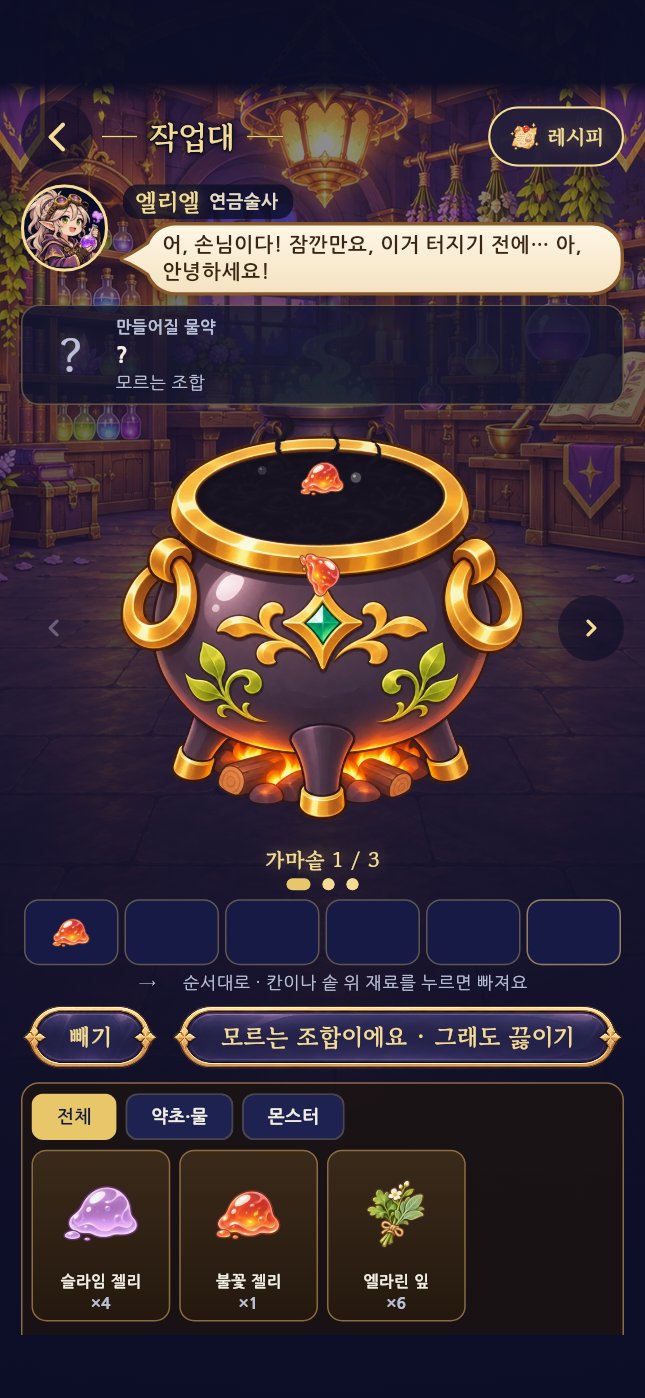 작업대
레시피
엘리엘 연금술사
어, 손님이다! 잠깐만요, 이거 터지기 전에… 아,
안녕하세요!
?
만들어질 물약
?
모르는 조합
가마솥 1 / 3
→ 순서대로 · 칸이나 솥 위 재료를 누르면 빠져요
빼기
모르는 조합이에요 · 그래도 끓이기
전체
약초·물
몬스터
슬라임 젤리
×4
불꽃 젤리
×1
엘라린 잎
×6